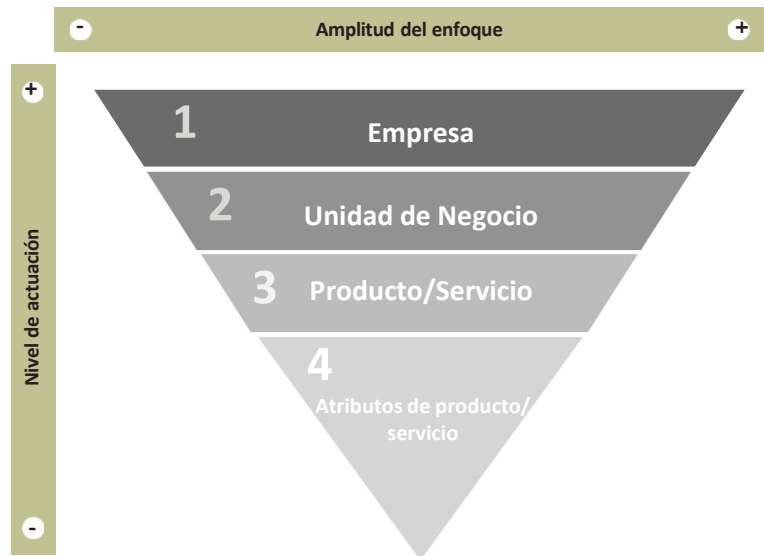 - Amplitud del enfoque +
+
1 Empresa
2 Unidad de Negocio
3 Producto/Servicio
4
Atributos de producto/
servicio
Nivel de actuación
-